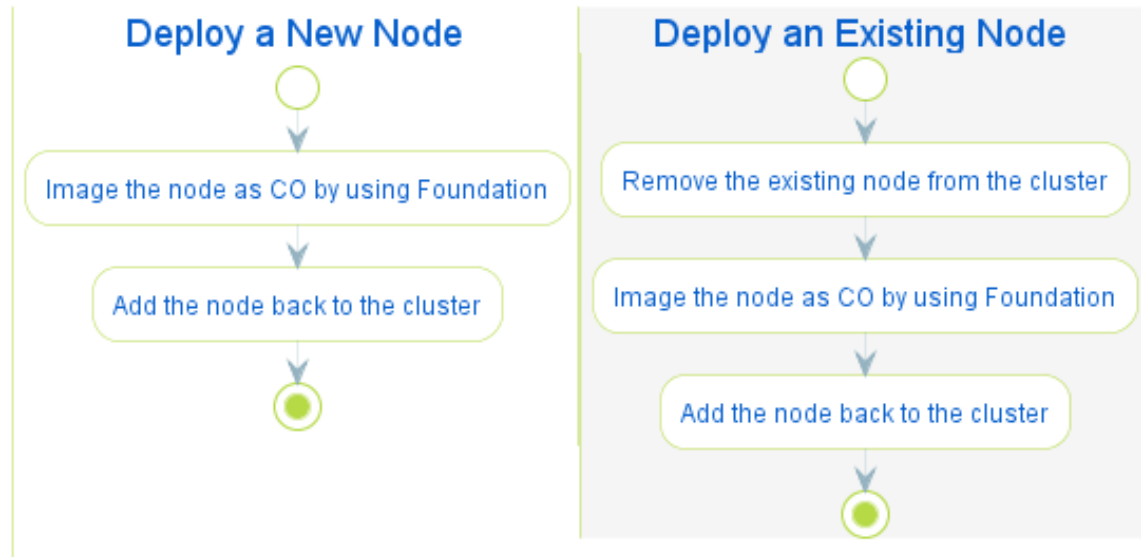 Deploy a New Node
Image the node as CO by using Foundation
Add the node back to the cluster
Deploy an Existing Node
Remove the existing node from the cluster
Image the node as CO by using Foundation
Add the node back to the cluster